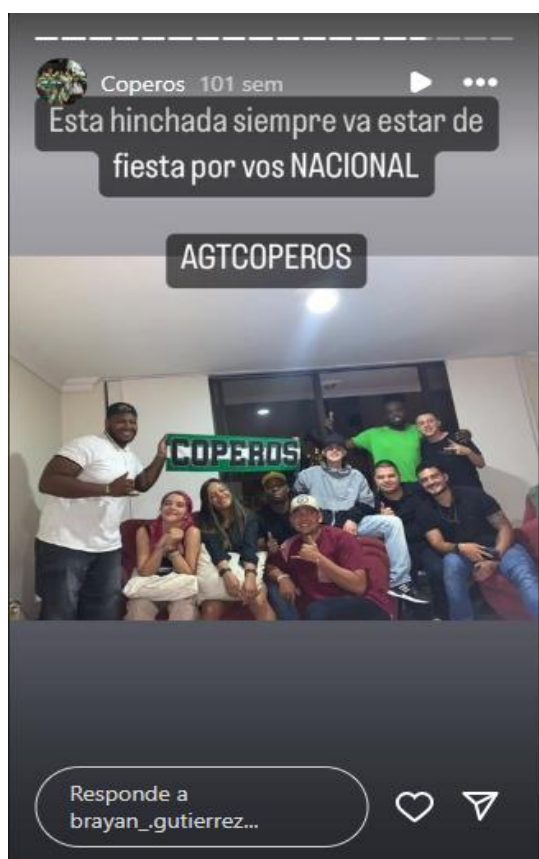 Coperos 101 sem
Esta hinchada siempre va estar de
fiesta por vos NACIONAL
AGTCOPEROS
COPEROS
Responde a
brayan_.gutierrez...